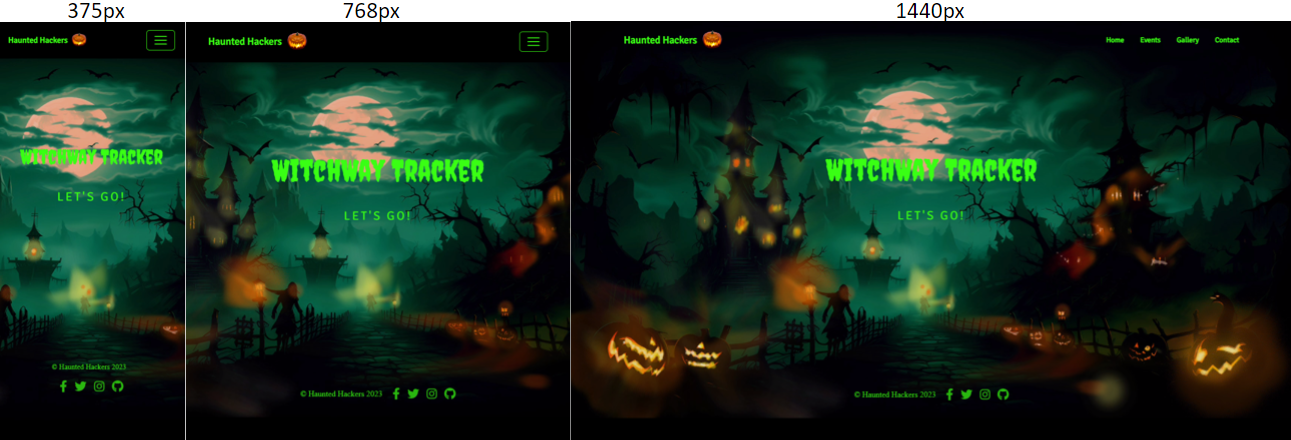 375px
768px
1440px
Haunted Hackers
WITCHWAY TRACKER
LET'S GO!
© Haunted Hackers 2023
Haunted Hackers
WITCHWAY TRACKER
LET'S GO!
© Haunted Hackers 2023
Haunted Hackers
Home Events Gallery Contact
WITCHWAY TRACKER
LET'S GO!
© Haunted Hackers 2023